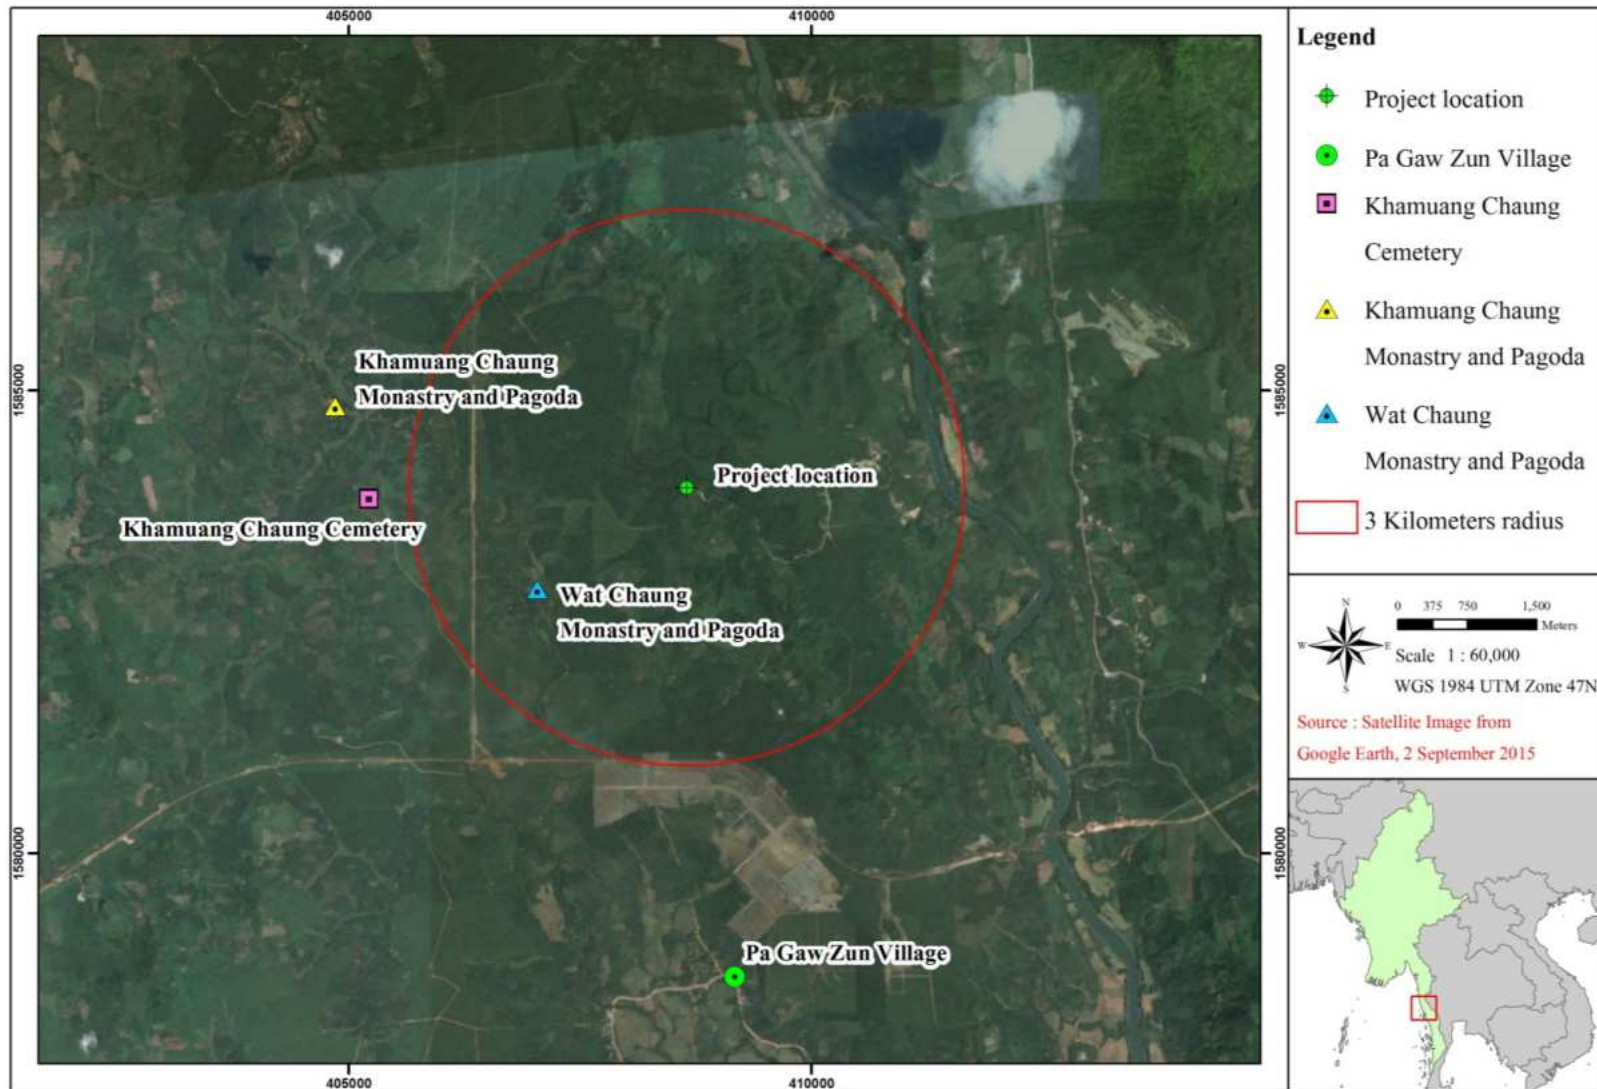 405000
410000
1585000
1585000
Khamuang Chaung
Monastry and Pagoda
Project location
Khamuang Chaung Cemetery
Wat Chaung
Monastry and Pagoda
1580000
1580000
Pa Gaw Zun Village
405000
410000
Legend
Project location
Pa Gaw Zun Village
Khamuang Chaung
Cemetery
Khamuang Chaung
Monastry and Pagoda
Wat Chaung
Monastry and Pagoda
3 Kilometers radius
N
W
E
S
0 375 750 1,500
Meters
Scale 1 : 60,000
WGS 1984 UTM Zone 47N
Source : Satellite Image from
Google Earth, 2 September 2015